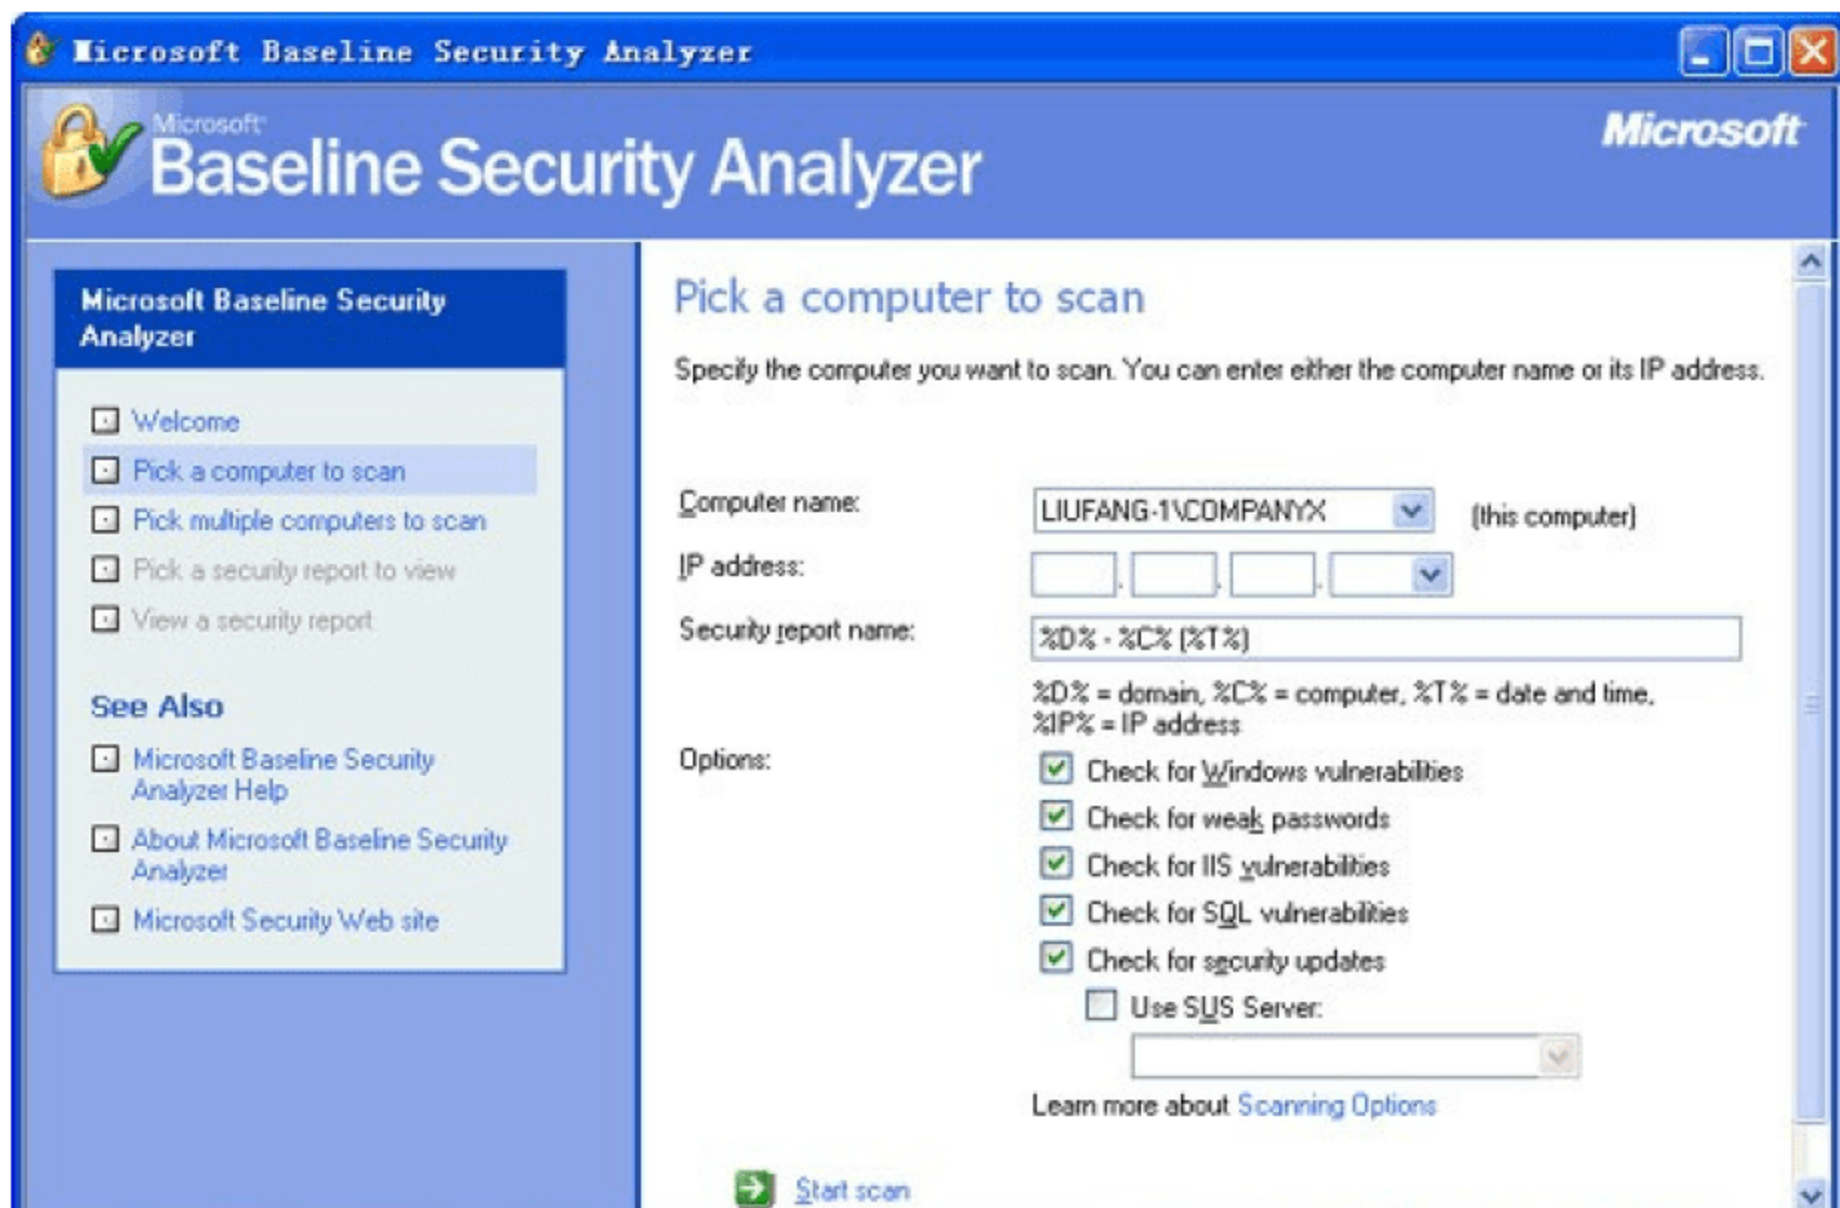 Microsoft Baseline Security Analyzer
Microsoft
Baseline Security Analyzer
Microsoft
Microsoft Baseline Security
Analyzer
Welcome
Pick a computer to scan
Pick multiple computers to scan
Pick a security report to view
View a security report
See Also
Microsoft Baseline Security
Analyzer Help
About Microsoft Baseline Security
Analyzer
Microsoft Security Web site
Pick a computer to scan
Specify the computer you want to scan. You can enter either the computer name or its IP address.
Computer name: LIUFANG-1\COMPANYX (this computer)
IP address: . . .
Security report name: %D% - %C% (%T%)
%D% = domain, %C% = computer, %T% = date and time,
%IP% = IP address
Options: Check for Windows vulnerabilities
Check for weak passwords
Check for IIS vulnerabilities
Check for SQL vulnerabilities
Check for security updates
Use SUS Server:
Learn more about Scanning Options
Start scan